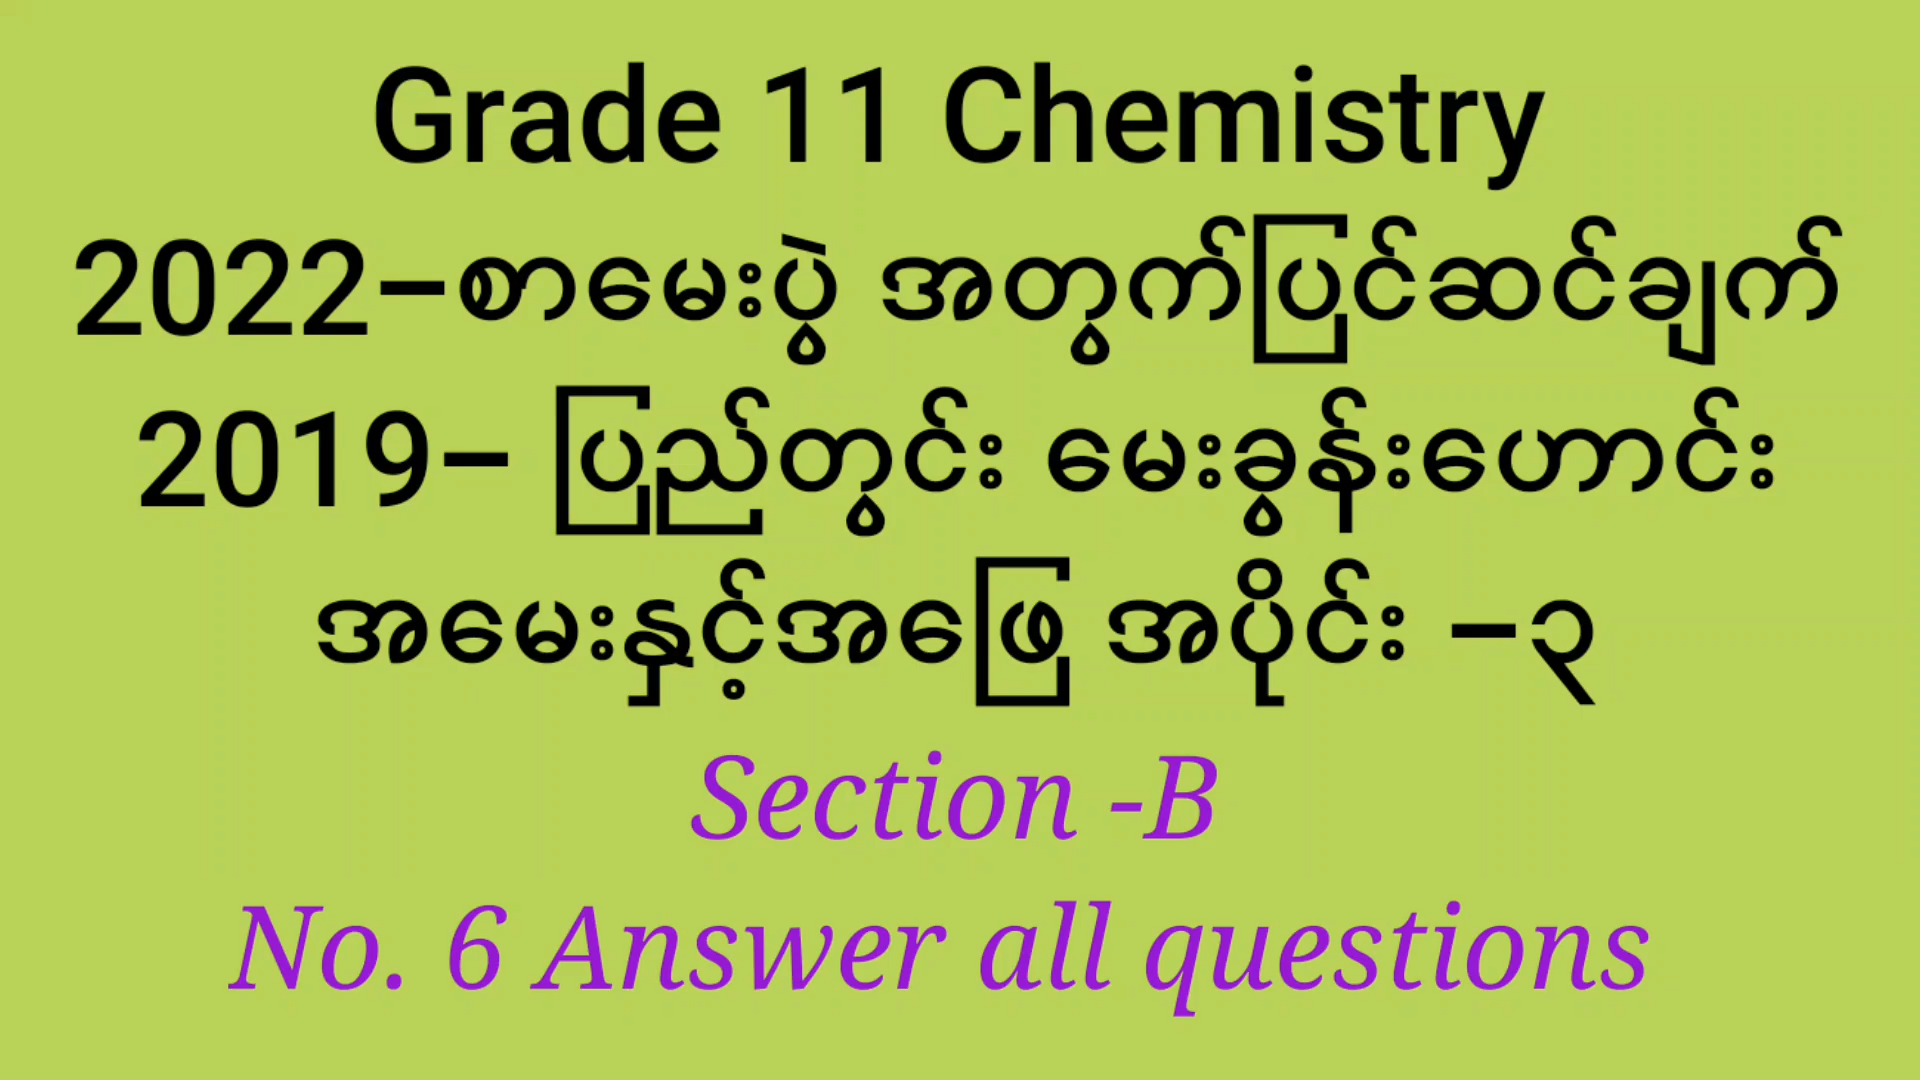 Grade 11 Chemistry
2022–စာမေးပွဲ အတွက်ပြင်ဆင်ချက်
2019– ပြည်တွင်း မေးခွန်းဟောင်း
အမေးနှင့်အဖြေ အပိုင်း –၃
Section -B
No. 6 Answer all questions